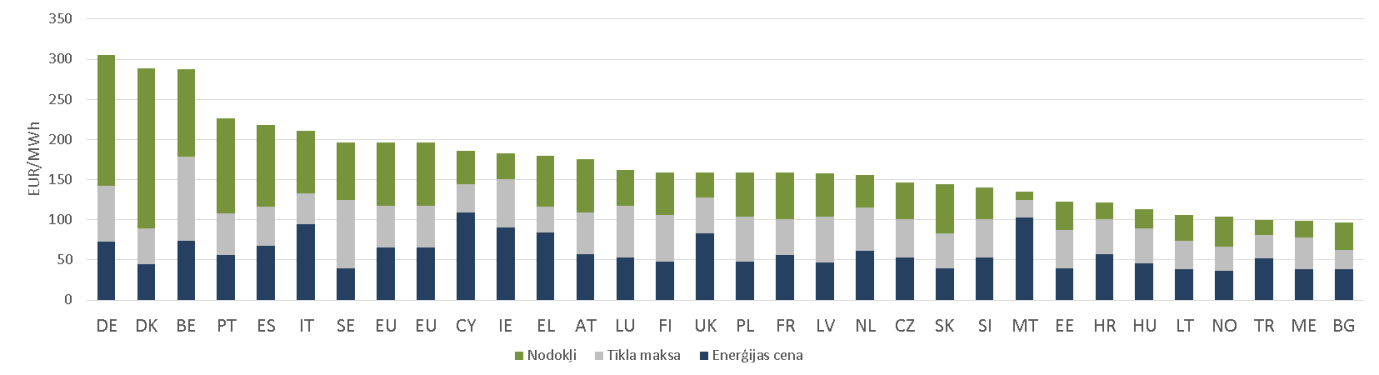 350
300
250
200
150
100
50
0
EUR/MWh
DE DK BE PT ES IT SE EU EU CY IE EL AT LU FI UK PL FR LV NL CZ SK SI MT EE HR HU LT NO TR ME BG
Nodokļi Tīkla maksa Enerģijas cena